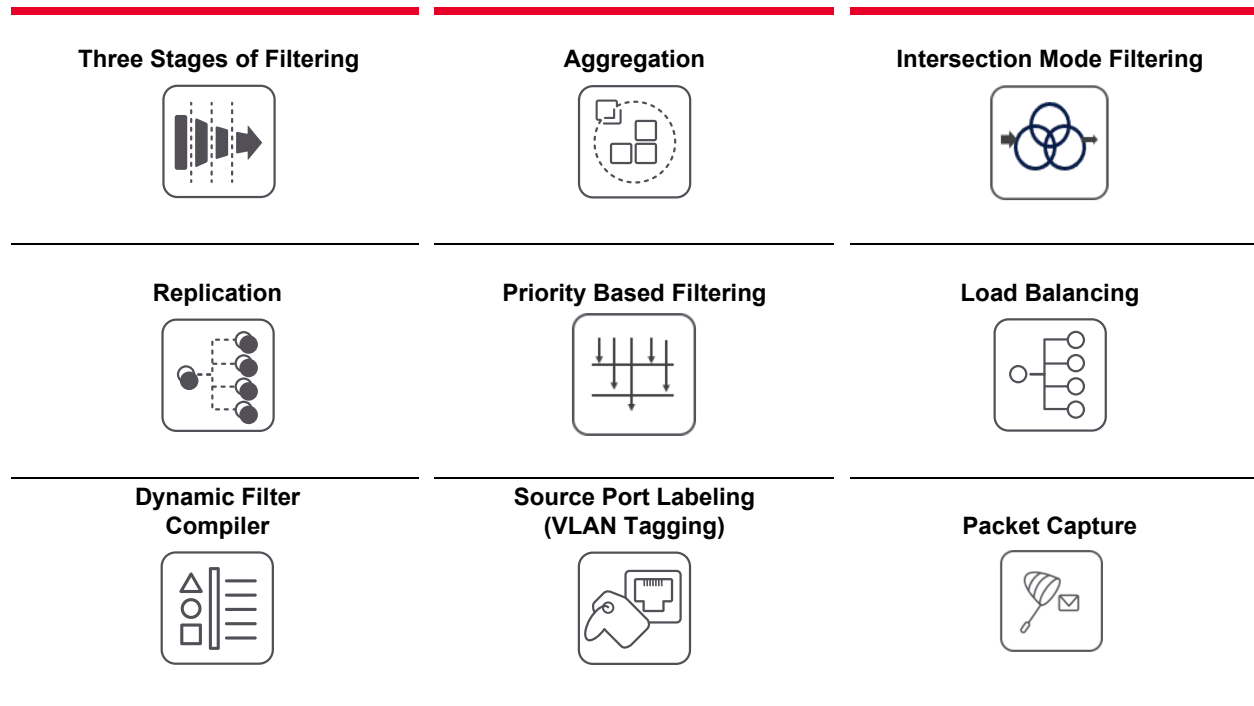 Three Stages of Filtering
Aggregation
Intersection Mode Filtering
Replication
Priority Based Filtering
Load Balancing
Dynamic Filter
Compiler
Source Port Labeling
(VLAN Tagging)
Packet Capture